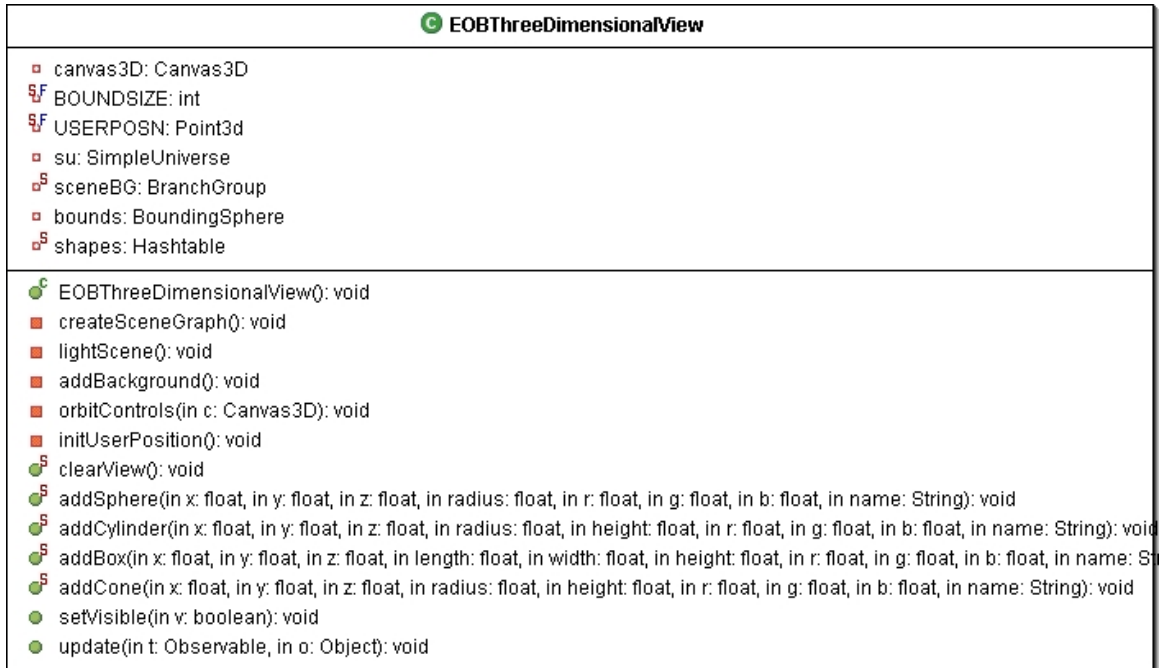 C EOBThreeDimensionalView
canvas3D: Canvas3D
S F BOUNDSIZE: int
S F USERPOSN: Point3d
su: SimpleUniverse
S sceneBG: BranchGroup
bounds: BoundingSphere
S shapes: Hashtable
C EOBThreeDimensionalView(): void
createSceneGraph(): void
lightScene(): void
addBackground(): void
orbitControls(in c: Canvas3D): void
initUserPosition(): void
S clearView(): void
S addSphere(in x: float, in y: float, in z: float, in radius: float, in r: float, in g: float, in b: float, in name: String): void
S addCylinder(in x: float, in y: float, in z: float, in radius: float, in height: float, in r: float, in g: float, in b: float, in name: String): void
S addBox(in x: float, in y: float, in z: float, in length: float, in width: float, in height: float, in r: float, in g: float, in b: float, in name: St
S addCone(in x: float, in y: float, in z: float, in radius: float, in height: float, in r: float, in g: float, in b: float, in name: String): void
setVisible(in v: boolean): void
update(in t: Observable, in o: Object): void